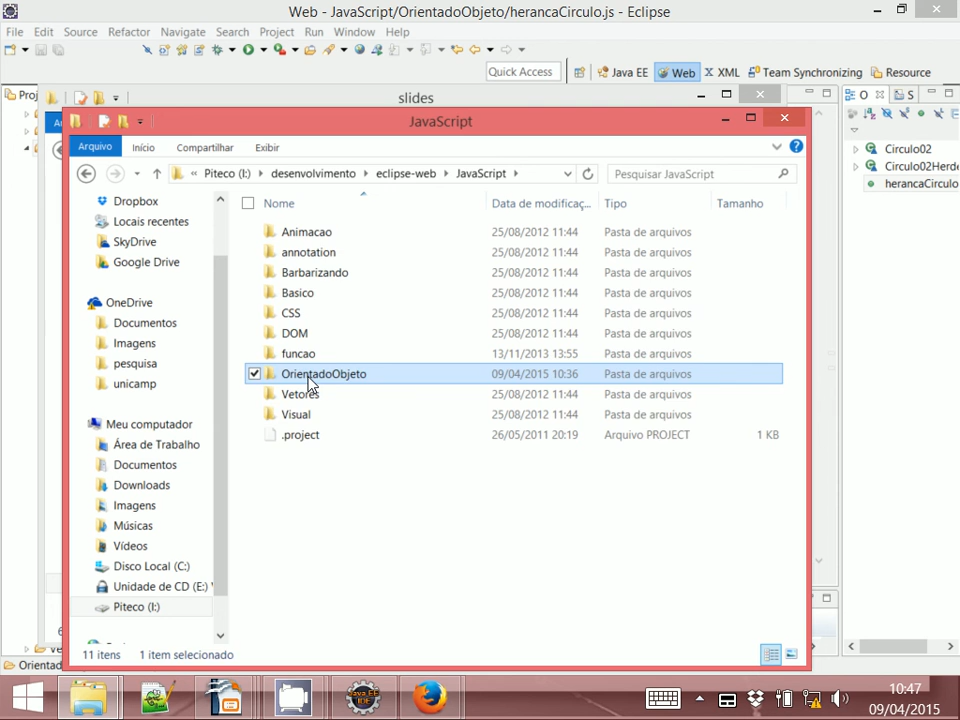 Web - JavaScript/OrientadoObjeto/herancaCirculo.js - Eclipse
File Edit Source Refactor Navigate Search Project Run Window Help
Quick Access Java EE Web XML Team Synchronizing Resource
Proj slides O S
JavaScript
Arquivo Início Compartilhar Exibir
Piteco (I:) desenvolvimento eclipse-web JavaScript Pesquisar JavaScript
Circulo02
Circulo02Herde
herancaCirculo
Nome Data de modificaç... Tipo Tamanho
Dropbox
Locais recentes
SkyDrive
Google Drive
OneDrive
Documentos
Imagens
pesquisa
unicamp
Meu computador
Área de Trabalho
Documentos
Downloads
Imagens
Músicas
Vídeos
Disco Local (C:)
Unidade de CD (E:)
Piteco (I:)
Animacao 25/08/2012 11:44 Pasta de arquivos
annotation 25/08/2012 11:44 Pasta de arquivos
Barbarizando 25/08/2012 11:44 Pasta de arquivos
Basico 25/08/2012 11:44 Pasta de arquivos
CSS 25/08/2012 11:44 Pasta de arquivos
DOM 25/08/2012 11:44 Pasta de arquivos
funcao 13/11/2013 13:55 Pasta de arquivos
OrientadoObjeto 09/04/2015 10:36 Pasta de arquivos
Vetores 25/08/2012 11:44 Pasta de arquivos
Visual 25/08/2012 11:44 Pasta de arquivos
.project 26/05/2011 20:19 Arquivo PROJECT 1 KB
11 itens 1 item selecionado
Orientad
Java EE
IDE
10:47
09/04/2015